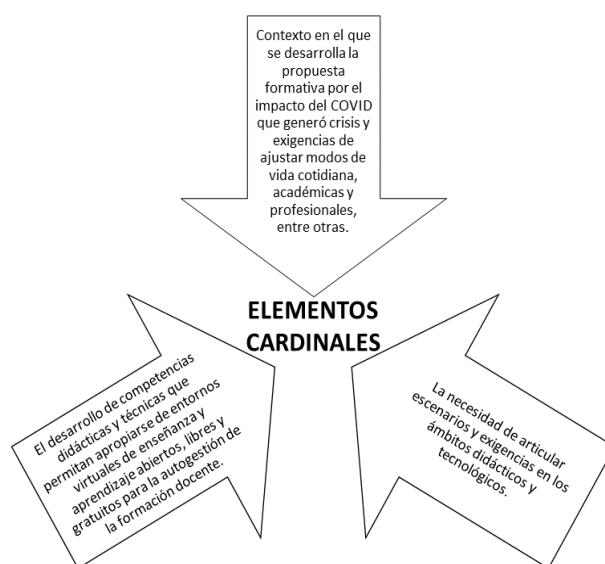 Contexto en el que
se desarrolla la
propuesta
formativa por el
impacto del COVID
que generó crisis y
exigencias de
ajustar modos de
vida cotidiana,
académicas y
profesionales,
entre otras.
ELEMENTOS
CARDINALES
El desarrollo de competencias
didácticas y técnicas que
permitan apropiarse de entornos
virtuales de enseñanza y
aprendizaje abiertos, libres y
gratuitos para la autogestión de
la formación docente.
La necesidad de articular
escenarios y exigencias en los
ámbitos didácticos y
tecnológicos.